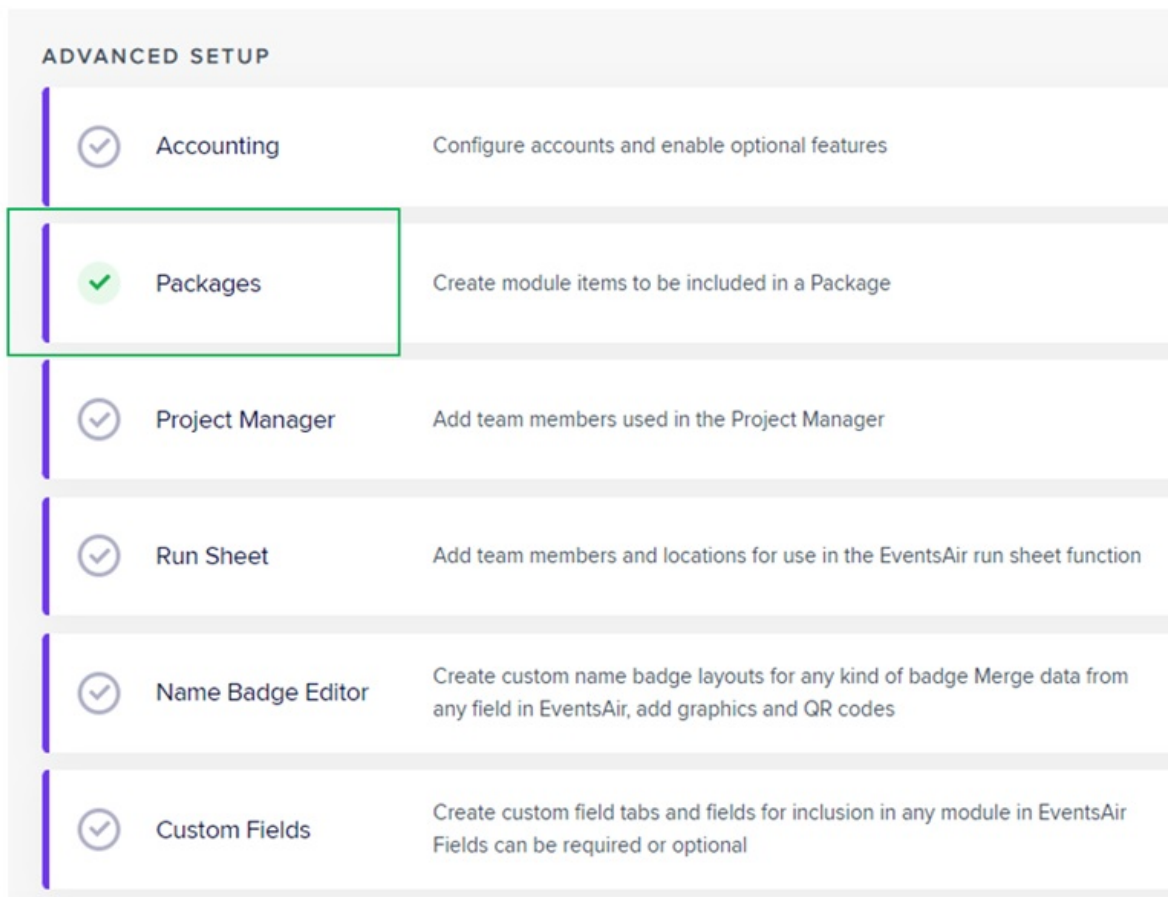 ADVANCED SETUP
Accounting
Configure accounts and enable optional features
Packages
Create module items to be included in a Package
Project Manager
Add team members used in the Project Manager
Run Sheet
Add team members and locations for use in the EventsAir run sheet function
Name Badge Editor
Create custom name badge layouts for any kind of badge Merge data from
any field in EventsAir, add graphics and QR codes
Custom Fields
Create custom field tabs and fields for inclusion in any module in EventsAir
Fields can be required or optional